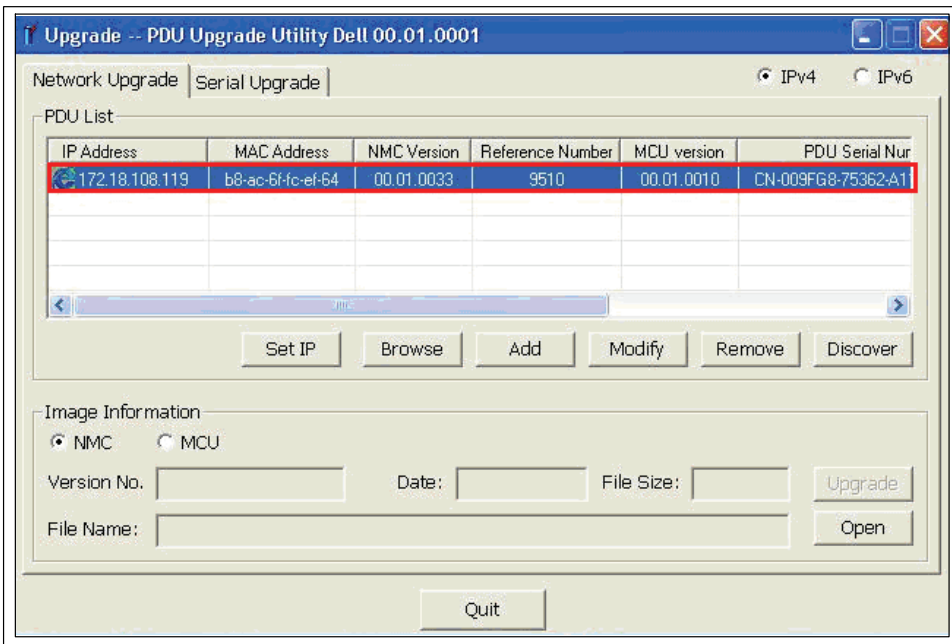 Upgrade -- PDU Upgrade Utility Dell 00.01.0001
Network Upgrade Serial Upgrade IPv4 IPv6
PDU List
IP Address MAC Address NMC Version Reference Number MCU version PDU Serial Nur
172.18.108.119 b8-ac-6f-fc-ef-64 00.01.0033 9510 00.01.0010 CN-009FG8-75362-A1
Set IP Browse Add Modify Remove Discover
Image Information
NMC MCU
Version No. Date: File Size: Upgrade
File Name: Open
Quit